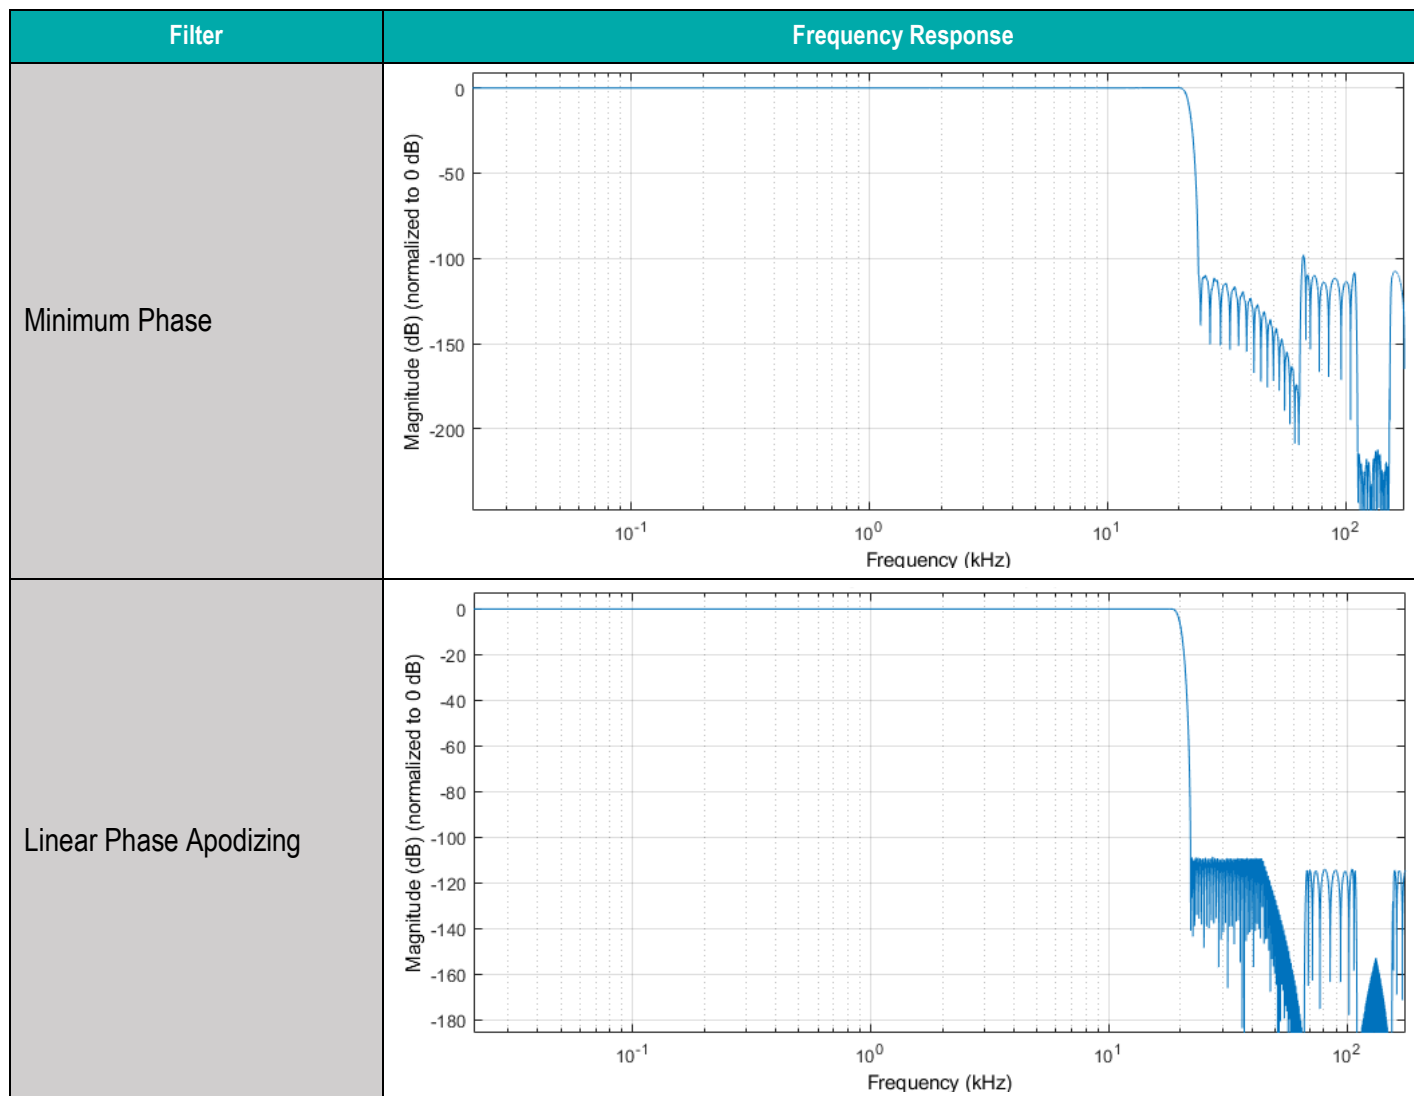 Filter Frequency Response
Minimum Phase
Magnitude (dB) (normalized to 0 dB)
0
-50
-100
-150
-200
10-1 100 101 102
Frequency (kHz)
Linear Phase Apodizing
Magnitude (dB) (normalized to 0 dB)
0
-20
-40
-60
-80
-100
-120
-140
-160
-180
10-1 100 101 102
Frequency (kHz)